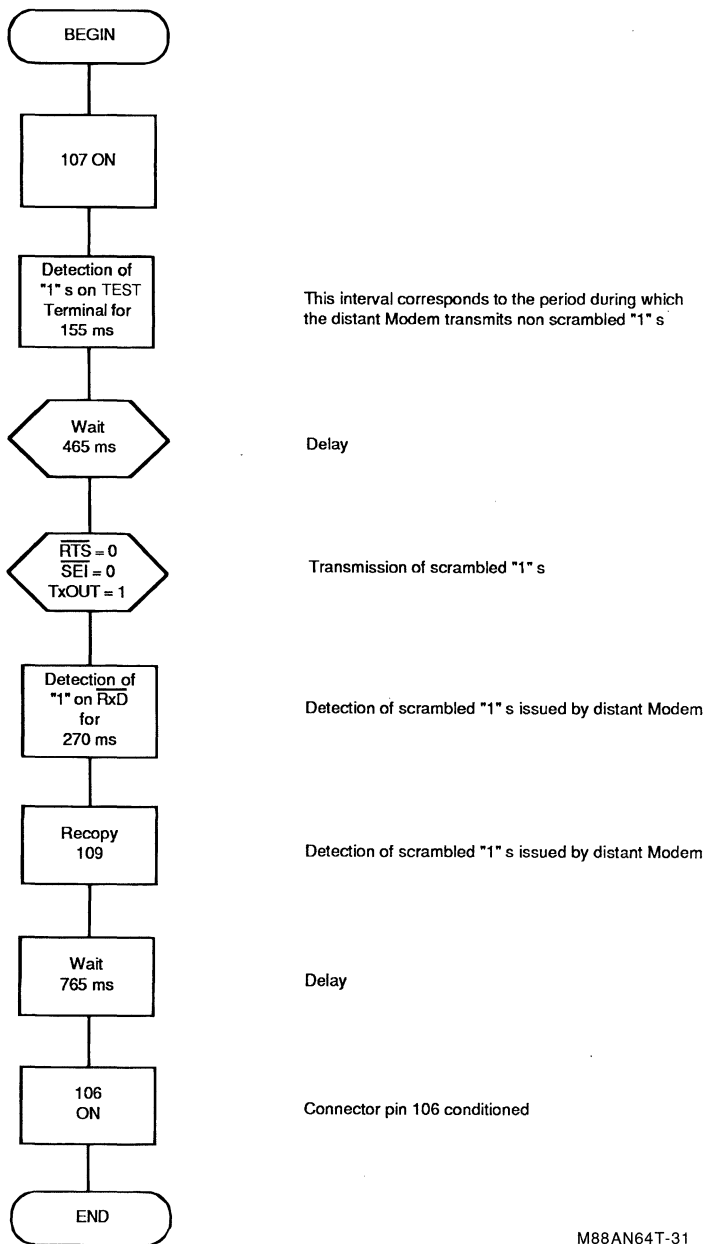 BEGIN
107 ON
Detection of
"1" s on TEST
Terminal for
155 ms
This interval corresponds to the period during which
the distant Modem transmits non scrambled "1" s
Wait
465 ms
Delay
R̅T̅S̅ = 0
S̅E̅I̅ = 0
TxOUT = 1
Transmission of scrambled "1" s
Detection of
"1" on R̅x̅D̅
for
270 ms
Detection of scrambled "1" s issued by distant Modem
Recopy
109
Detection of scrambled "1" s issued by distant Modem
Wait
765 ms
Delay
106
ON
Connector pin 106 conditioned
END
M88AN64T-31